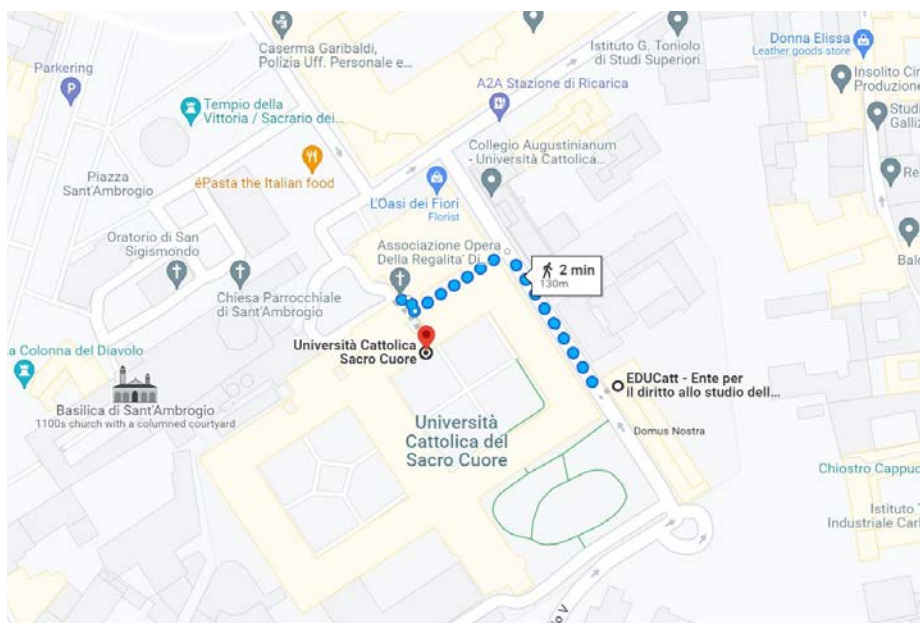 Caserma Garibaldi,
Polizia Uff. Personale e...
Istituto G. Toniolo
di Studi Superiori
Donna Elissa
Leather goods store
Parkering
P
Insolito Cir
Produzione
A2A Stazione di Ricarica
Tempio della
Vittoria / Sacrario dei...
Studi
Galliz
Collegio Augustinianum
- Università Cattolica...
Piazza
Sant'Ambrogio
éPasta the Italian food
Re
L'Oasi dei Fiori
Florist
Oratorio di San
Sigismondo
Associazione Opera
Della Regalita' Di...
Balo
2 min
130m
Chiesa Parrocchiale
di Sant'Ambrogio
Università Cattolica
Sacro Cuore
a Colonna del Diavolo
EDUCatt - Ente per
il diritto allo studio dell...
Basilica di Sant'Ambrogio
1100s church with a columned courtyard
Università
Cattolica del
Sacro Cuore
Domus Nostra
Chiostro Cappuc
Istituto
Industriale Carl